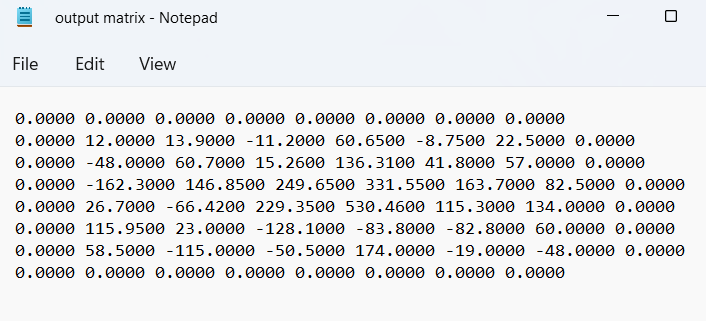 output matrix - Notepad
File Edit View
0.0000 0.0000 0.0000 0.0000 0.0000 0.0000 0.0000 0.0000
0.0000 12.0000 13.9000 -11.2000 60.6500 -8.7500 22.5000 0.0000
0.0000 -48.0000 60.7000 15.2600 136.3100 41.8000 57.0000 0.0000
0.0000 -162.3000 146.8500 249.6500 331.5500 163.7000 82.5000 0.0000
0.0000 26.7000 -66.4200 229.3500 530.4600 115.3000 134.0000 0.0000
0.0000 115.9500 23.0000 -128.1000 -83.8000 -82.8000 60.0000 0.0000
0.0000 58.5000 -115.0000 -50.5000 174.0000 -19.0000 -48.0000 0.0000
0.0000 0.0000 0.0000 0.0000 0.0000 0.0000 0.0000 0.0000